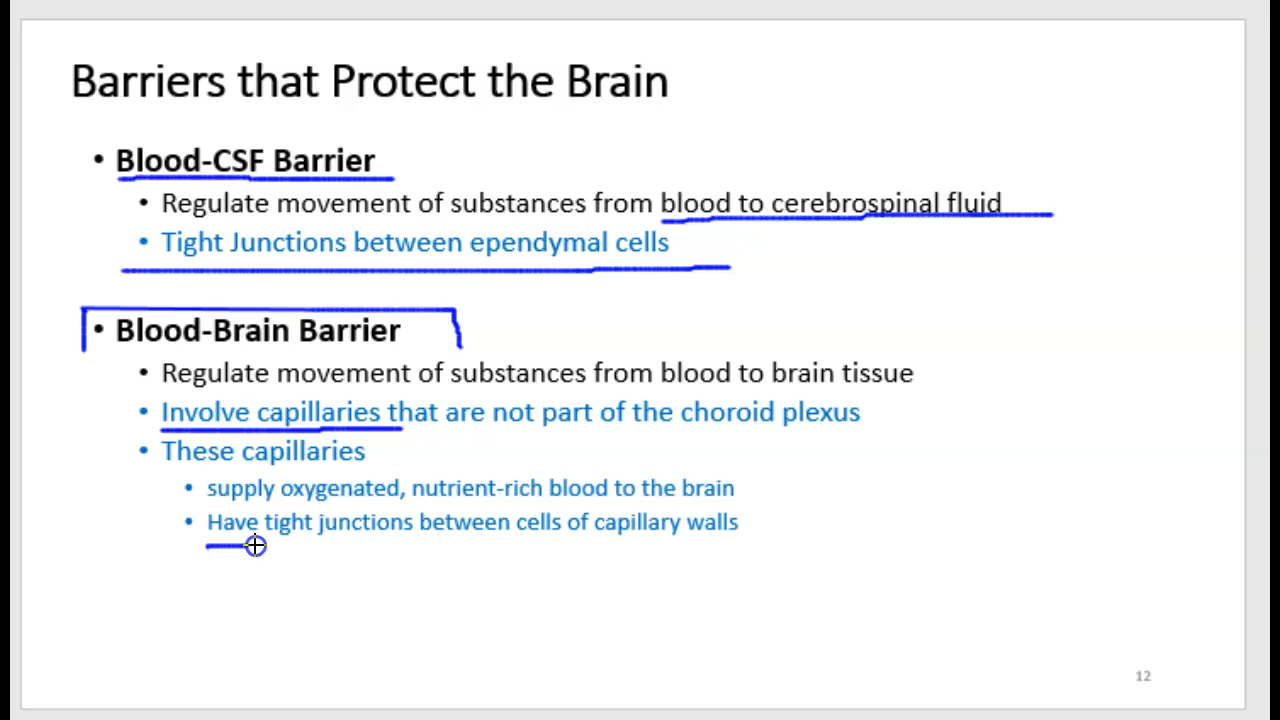 Barriers that Protect the Brain
• Blood-CSF Barrier
• Regulate movement of substances from blood to cerebrospinal fluid
• Tight Junctions between ependymal cells
• Blood-Brain Barrier
• Regulate movement of substances from blood to brain tissue
• Involve capillaries that are not part of the choroid plexus
• These capillaries
• supply oxygenated, nutrient-rich blood to the brain
• Have tight junctions between cells of capillary walls
12